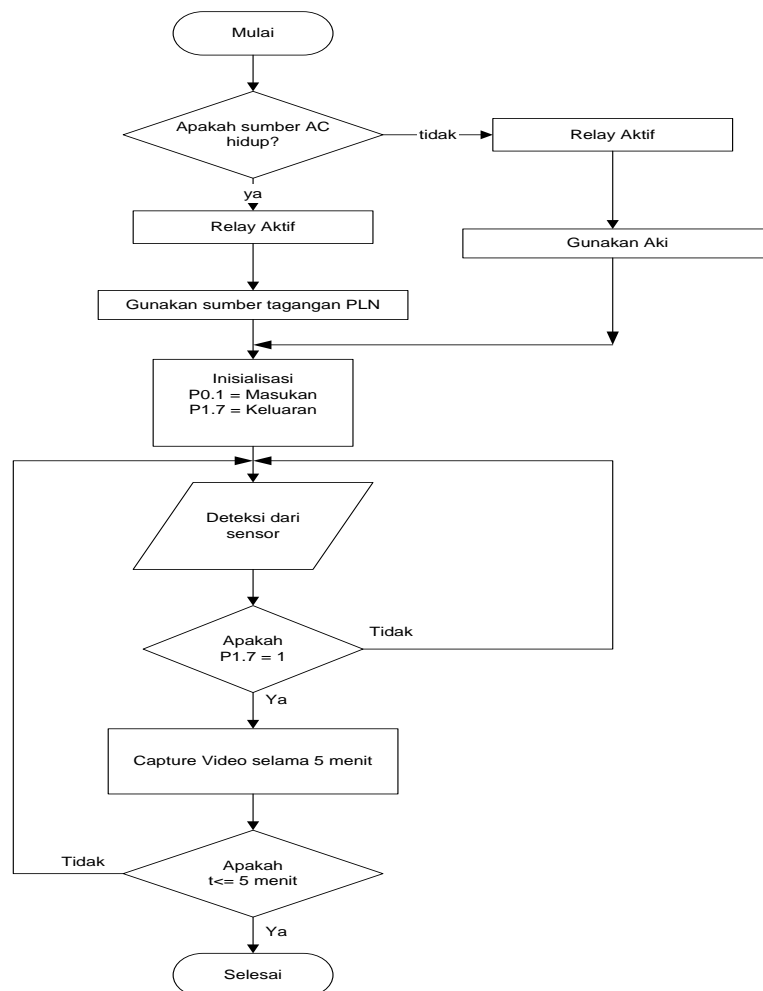 Mulai
Apakah sumber AC
hidup?
tidak
Relay Aktif
ya
Relay Aktif
Gunakan Aki
Gunakan sumber tagangan PLN
Inisialisasi
P0.1 = Masukan
P1.7 = Keluaran
Deteksi dari
sensor
Apakah
P1.7 = 1
Tidak
Ya
Capture Video selama 5 menit
Apakah
t<= 5 menit
Tidak
Ya
Selesai